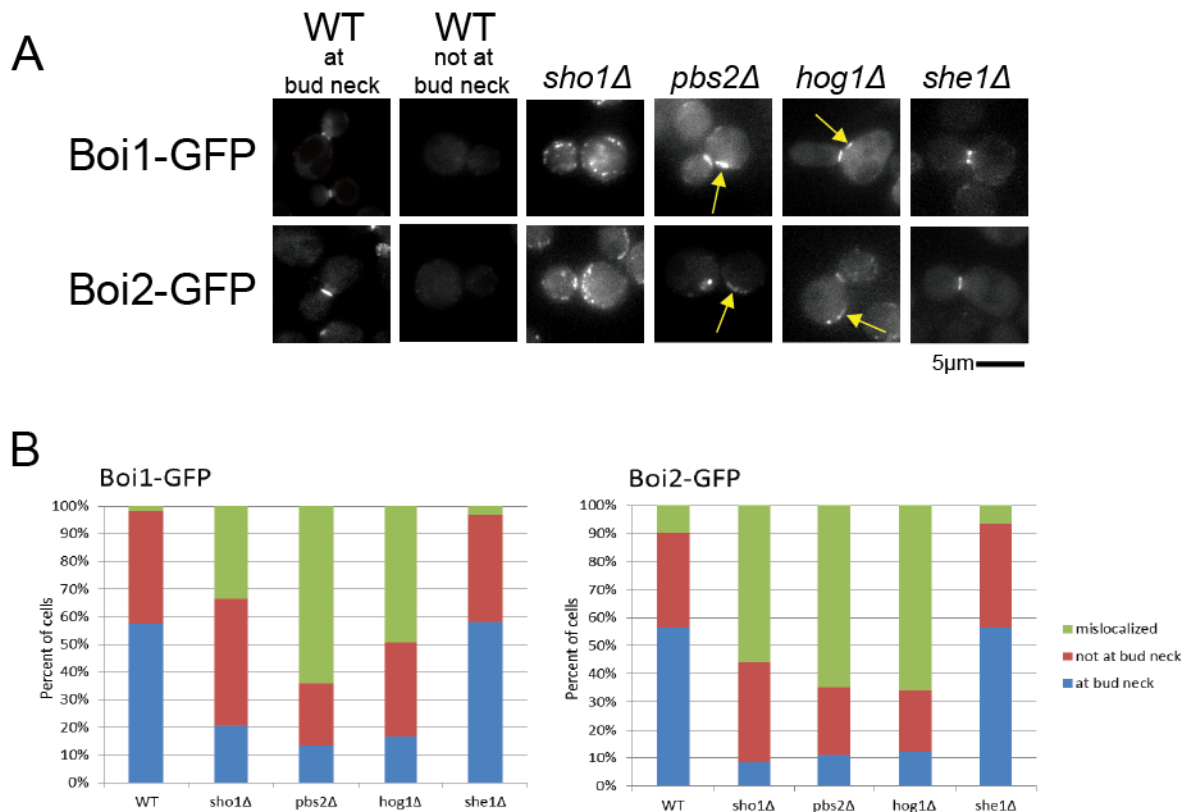 A
WT
at
bud neck
WT
not at
bud neck
sho1Δ
pbs2Δ
hog1Δ
she1Δ
Boi1-GFP
Boi2-GFP
5µm
B
Boi1-GFP
Percent of cells
100%
90%
80%
70%
60%
50%
40%
30%
20%
10%
0%
WT
sho1Δ
pbs2Δ
hog1Δ
she1Δ
Boi2-GFP
Percent of cells
100%
90%
80%
70%
60%
50%
40%
30%
20%
10%
0%
WT
sho1Δ
pbs2Δ
hog1Δ
she1Δ
mislocalized
not at bud neck
at bud neck